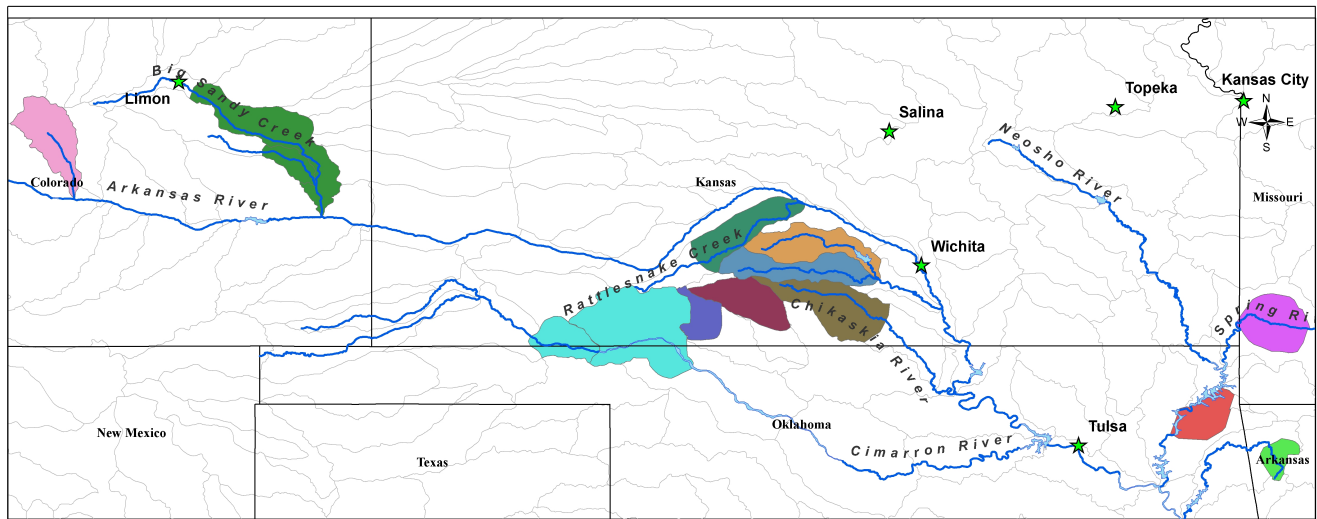 Big Sandy Creek
Limon
Colorado
Arkansas River
Kansas
Salina
Topeka
Kansas City
N
W
E
S
Neosho River
Missouri
Wichita
Rattlesnake Creek
Chikaskia River
Spring Ri
New Mexico
Texas
Oklahoma
Cimarron River
Tulsa
Arkansas